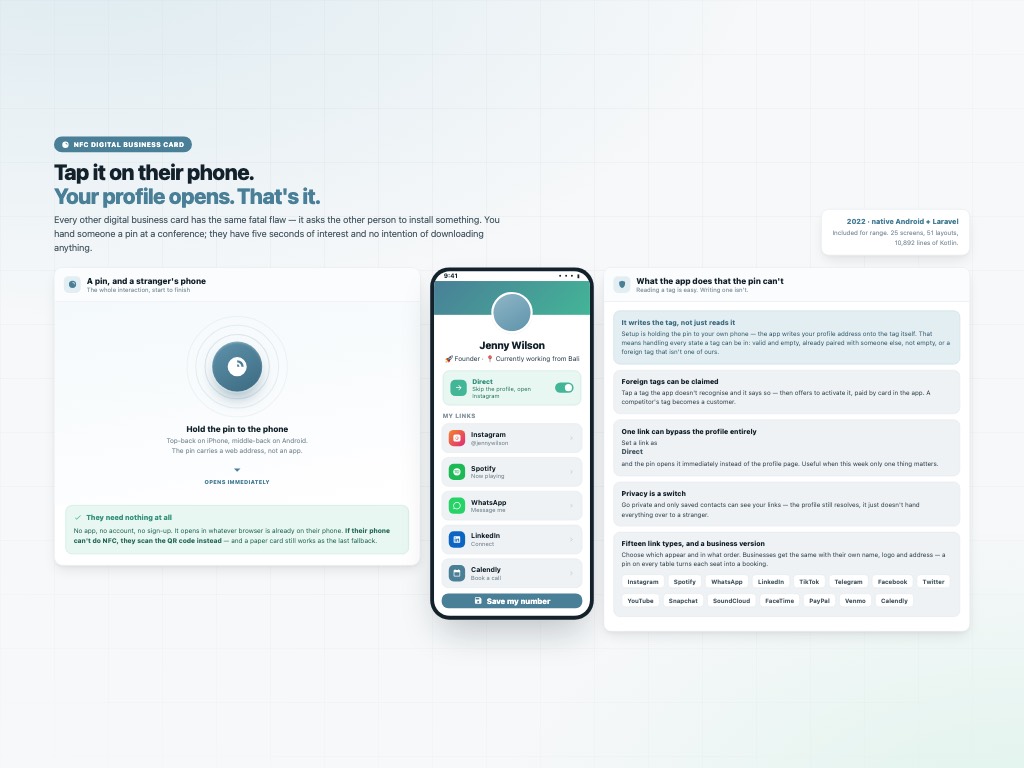 NFC DIGITAL BUSINESS CARD
Tap it on their phone.
Your profile opens. That's it.
Every other digital business card has the same fatal flaw — it asks the other person to install something. You
hand someone a pin at a conference; they have five seconds of interest and no intention of downloading
anything.
2022 · native Android + Laravel
Included for range. 25 screens, 51 layouts,
10,892 lines of Kotlin.
A pin, and a stranger's phone
The whole interaction, start to finish
Hold the pin to the phone
Top-back on iPhone, middle-back on Android.
The pin carries a web address, not an app.
OPENS IMMEDIATELY
They need nothing at all
No app, no account, no sign-up. It opens in whatever browser is already on their phone. If their phone
can't do NFC, they scan the QR code instead — and a paper card still works as the last fallback.
9:41
Jenny Wilson
🚀 Founder · 📍 Currently working from Bali
Direct
Skip the profile, open
Instagram
MY LINKS
Instagram
@jennywilson
Spotify
Now playing
WhatsApp
Message me
LinkedIn
Connect
Calendly
Book a call
Save my number
What the app does that the pin can't
Reading a tag is easy. Writing one isn't.
It writes the tag, not just reads it
Setup is holding the pin to your own phone — the app writes your profile address onto the tag itself. That
means handling every state a tag can be in: valid and empty, already paired with someone else, not empty, or a
foreign tag that isn't one of ours.
Foreign tags can be claimed
Tap a tag the app doesn't recognise and it says so — then offers to activate it, paid by card in the app. A
competitor's tag becomes a customer.
One link can bypass the profile entirely
Set a link as
Direct
and the pin opens it immediately instead of the profile page. Useful when this week only one thing matters.
Privacy is a switch
Go private and only saved contacts can see your links — the profile still resolves, it just doesn't hand
everything over to a stranger.
Fifteen link types, and a business version
Choose which appear and in what order. Businesses get the same with their own name, logo and address — a
pin on every table turns each seat into a booking.
Instagram Spotify WhatsApp LinkedIn TikTok Telegram Facebook Twitter
YouTube Snapchat SoundCloud FaceTime PayPal Venmo Calendly